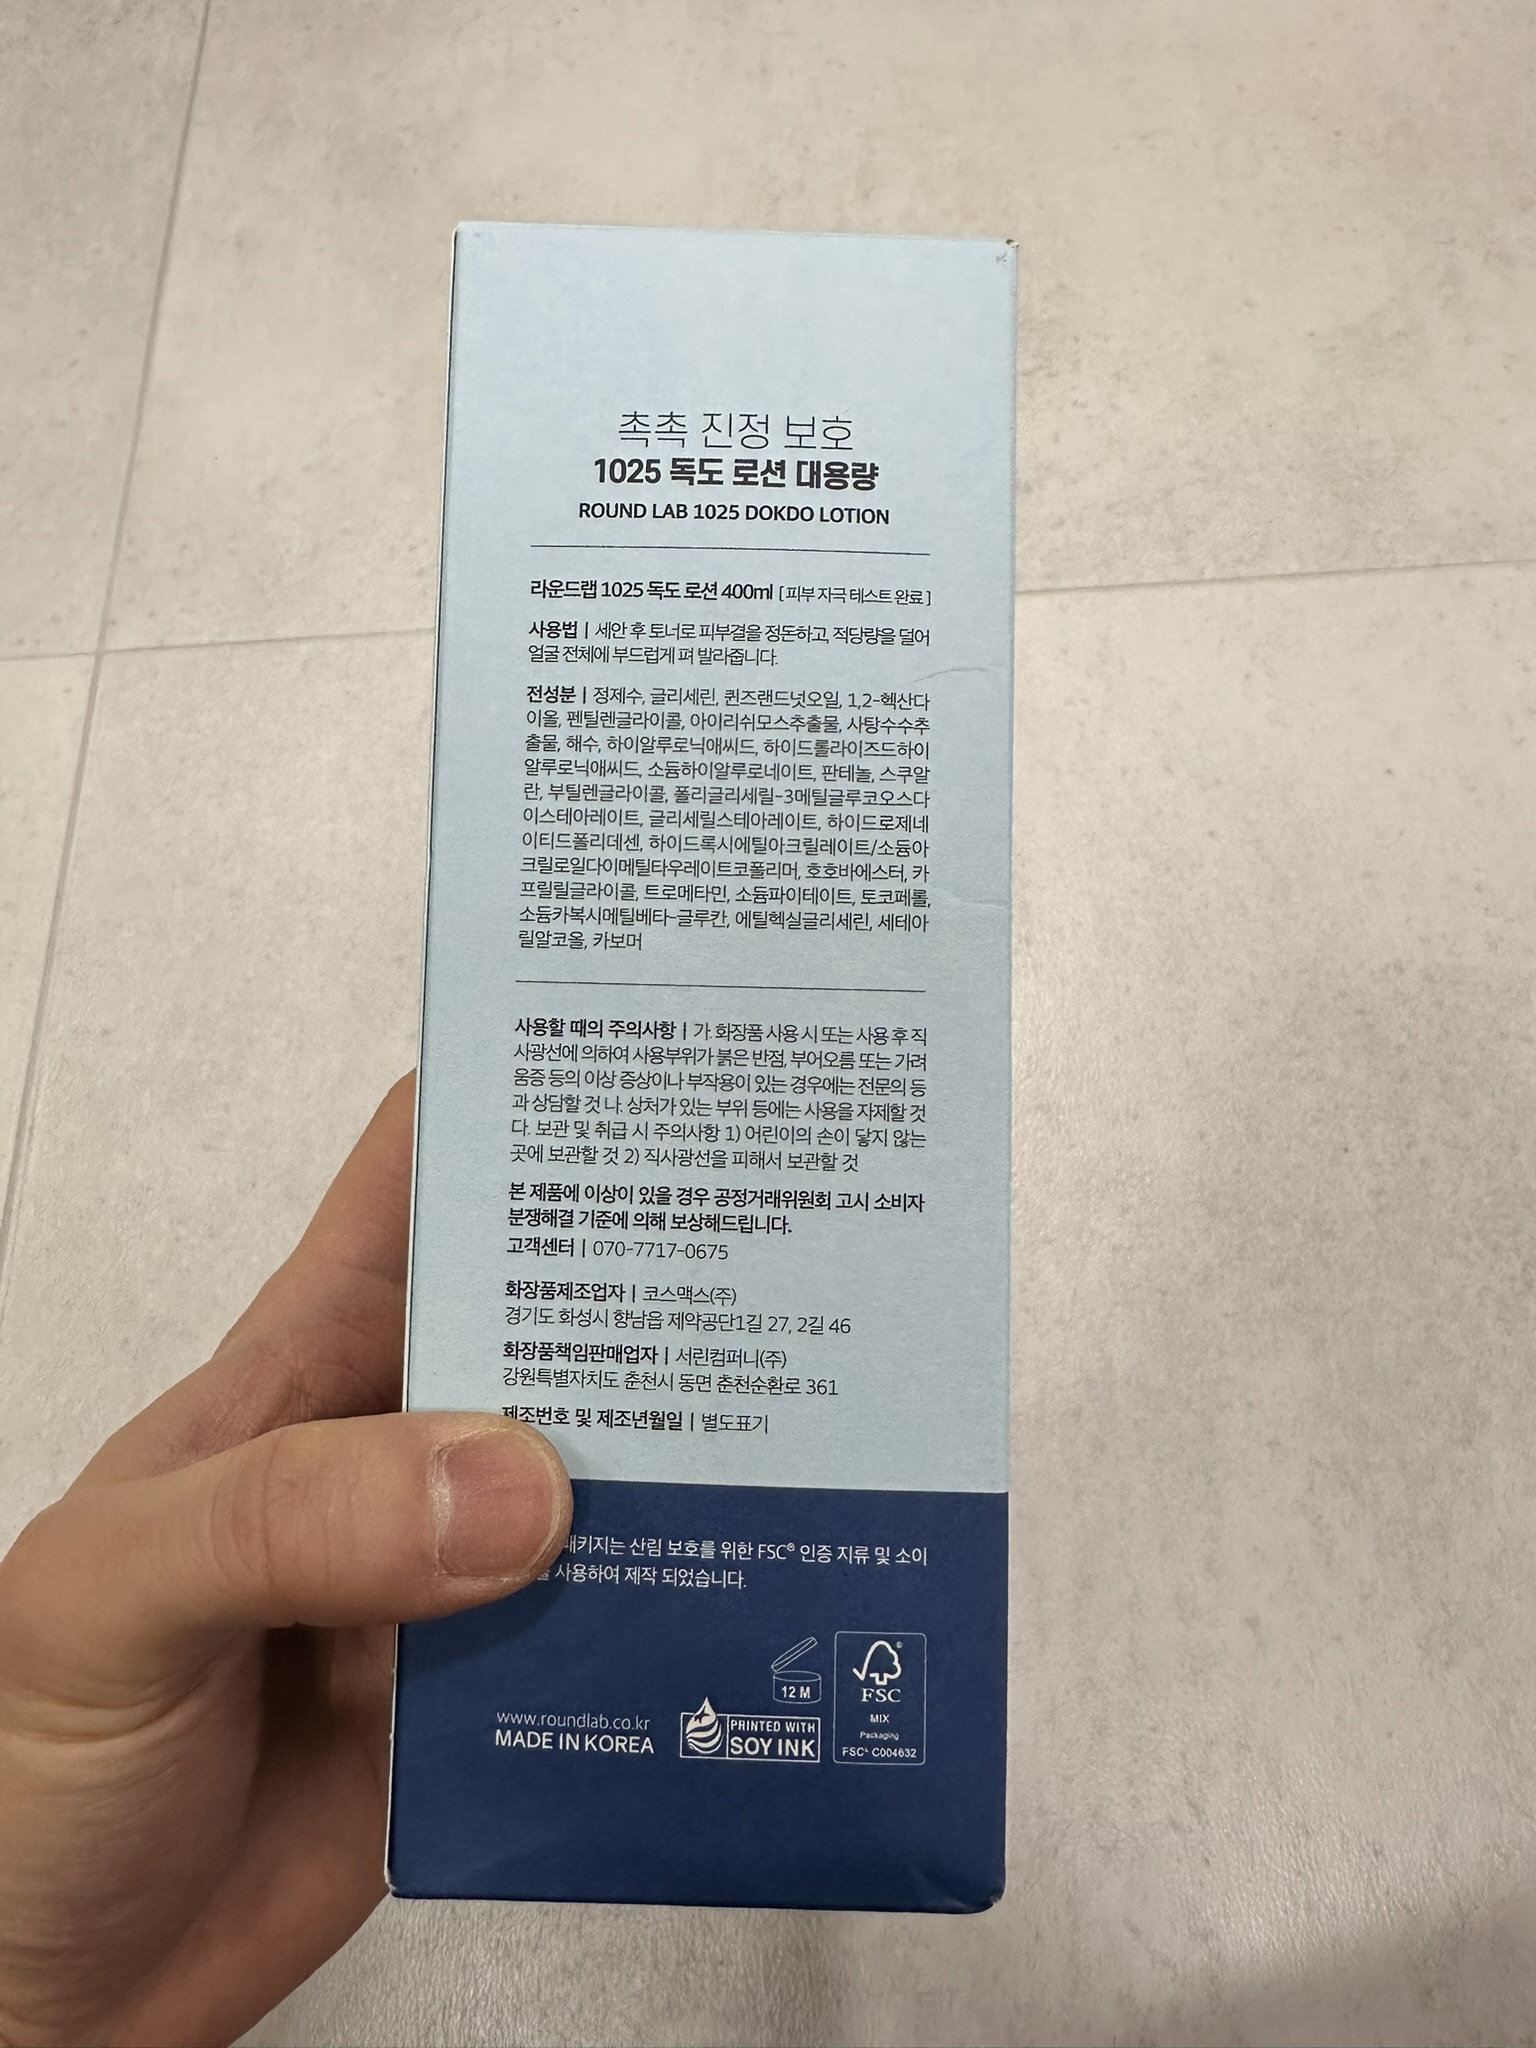 촉촉 진정 보호
1025 독도 로션 대용량
ROUND LAB 1025 DOKDO LOTION
라운드랩 1025 독도 로션 400ml [ 피부 자극 테스트 완료 ]
사용법 | 세안 후 토너로 피부결을 정돈하고, 적당량을 덜어
얼굴 전체에 부드럽게 펴 발라줍니다.
전성분 | 정제수, 글리세린, 퀸즈랜드넛오일, 1,2-헥산다
이올, 펜틸렌글라이콜, 아이리쉬모스추출물, 사탕수수추
출물, 해수, 하이알루로닉애씨드, 하이드롤라이즈드하이
알루로닉애씨드, 소듐하이알루로네이트, 판테놀, 스쿠알
란, 부틸렌글라이콜, 폴리글리세릴-3메틸글루코오스다
이스테아레이트, 글리세릴스테아레이트, 하이드로제네
이티드폴리데센, 하이드록시에틸아크릴레이트/소듐아
크릴로일다이메틸타우레이트코폴리머, 호호바에스터, 카
프릴릴글라이콜, 트로메타민, 소듐파이테이트, 토코페롤,
소듐카복시메틸베타-글루칸, 에틸헥실글리세린, 세테아
릴알코올, 카보머
사용할 때의 주의사항 | 가. 화장품 사용 시 또는 사용 후 직
사광선에 의하여 사용부위가 붉은 반점, 부어오름 또는 가려
움증 등의 이상 증상이나 부작용이 있는 경우에는 전문의 등
과 상담할 것 나. 상처가 있는 부위 등에는 사용을 자제할 것
다. 보관 및 취급 시 주의사항 1) 어린이의 손이 닿지 않는
곳에 보관할 것 2) 직사광선을 피해서 보관할 것
본 제품에 이상이 있을 경우 공정거래위원회 고시 소비자
분쟁해결 기준에 의해 보상해드립니다.
고객센터 | 070-7717-0675
화장품제조업자 | 코스맥스(주)
경기도 화성시 향남읍 제약공단1길 27, 2길 46
화장품책임판매업자 | 서린컴퍼니(주)
강원특별자치도 춘천시 동면 춘천순환로 361
제조번호 및 제조년월일 | 별도표기
산림 보호를 위한 FSC® 인증 지류 및 소이
사용하여 제작 되었습니다.
12 M
FSC
MIX
Packaging
FSC® C004632
www.roundlab.co.kr
MADE IN KOREA
PRINTED WITH
SOY INK